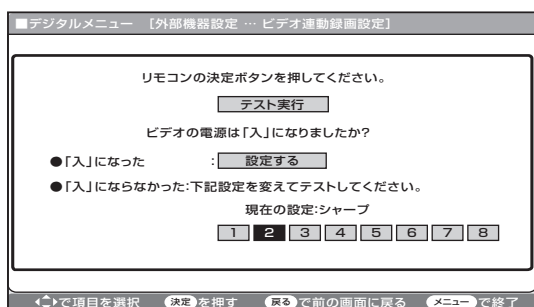 ■デジタルメニュー [外部機器設定 … ビデオ連動録画設定]
リモコンの決定ボタンを押してください。
テスト実行
ビデオの電源は「入」になりましたか?
●「入」になった :設定する
●「入」にならなかった:下記設定を変えてテストしてください。
現在の設定:シャープ
1 2 3 4 5 6 7 8
で項目を選択 決定を押す 戻るで前の画面に戻る メニューで終了